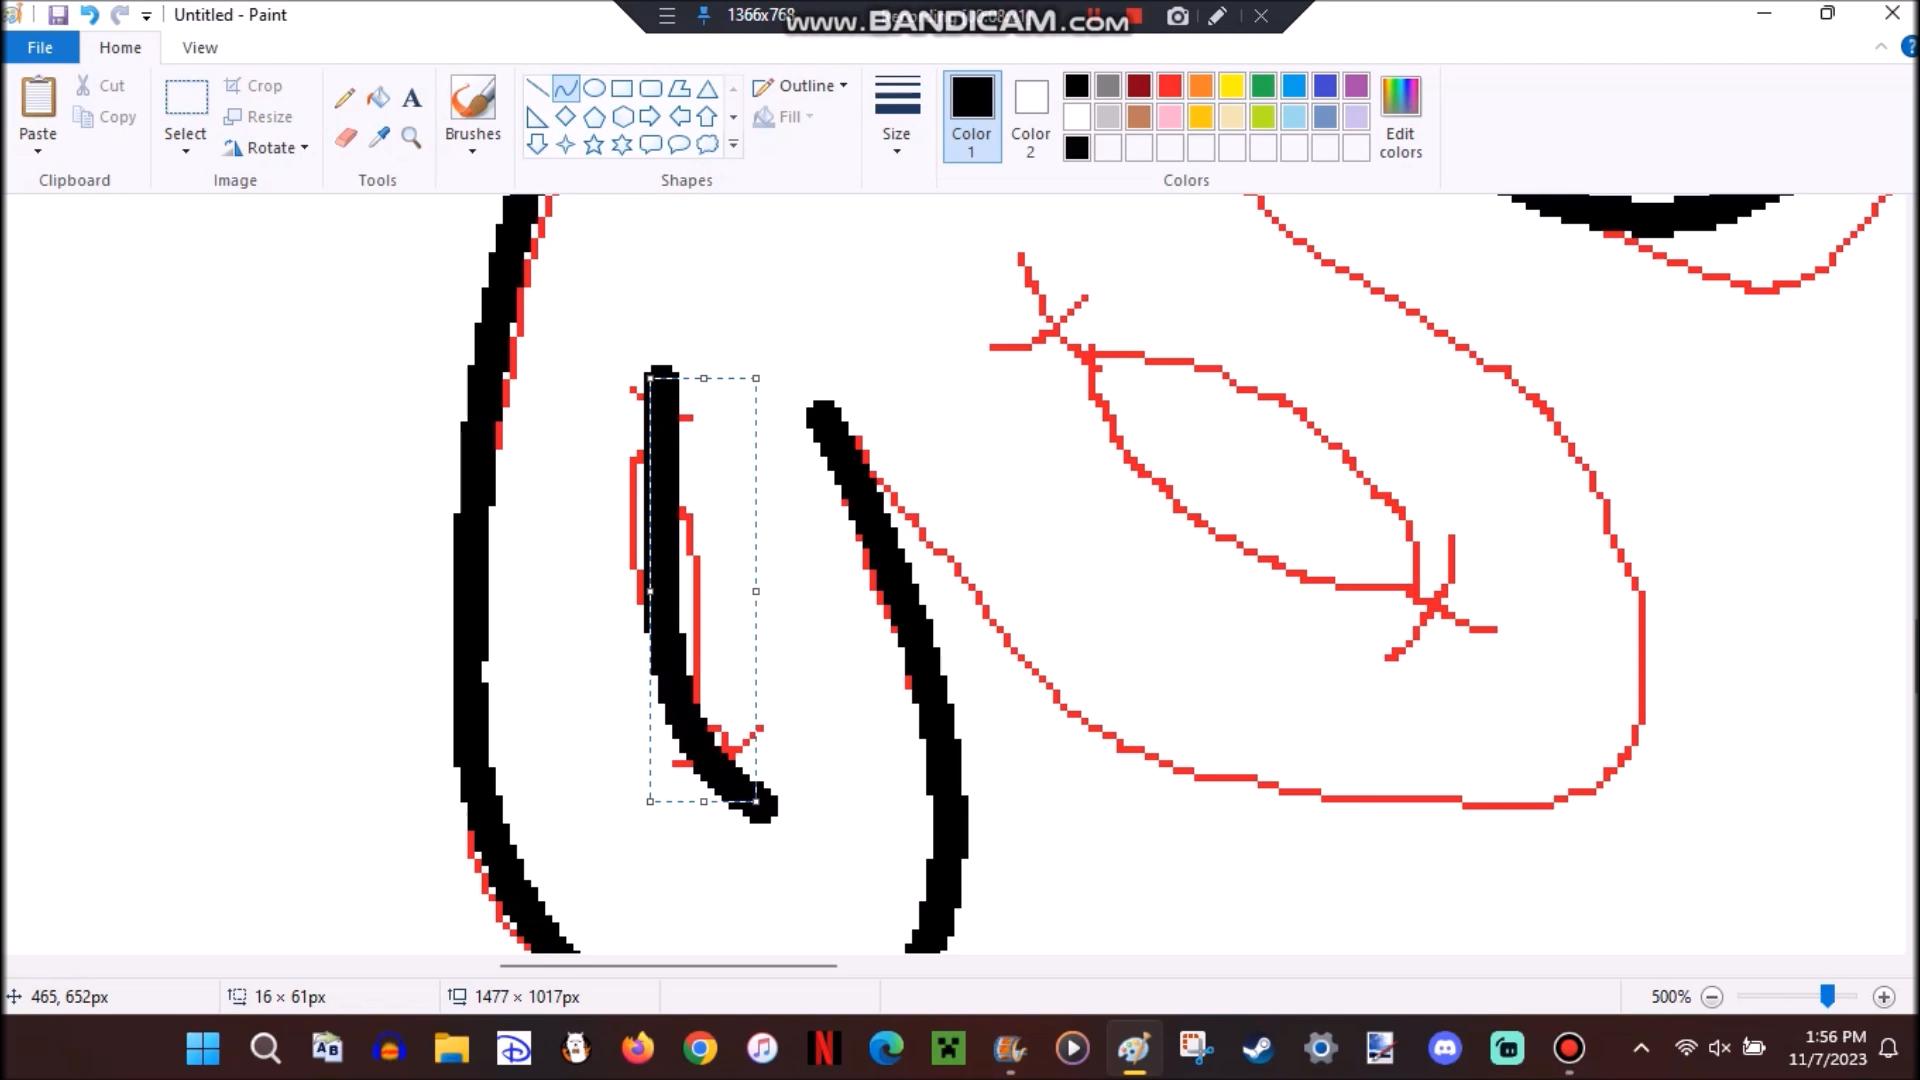 Untitled - Paint
1366x768
www.BANDICAM.com
File
Home
View
Paste
Cut
Copy
Clipboard
Select
Crop
Resize
Rotate
Image
A
Tools
Brushes
Outline
Fill
Shapes
Size
Color
1
Color
2
Edit
colors
Colors
465, 652px
16 × 61px
1477 × 1017px
500%
1:56 PM
11/7/2023